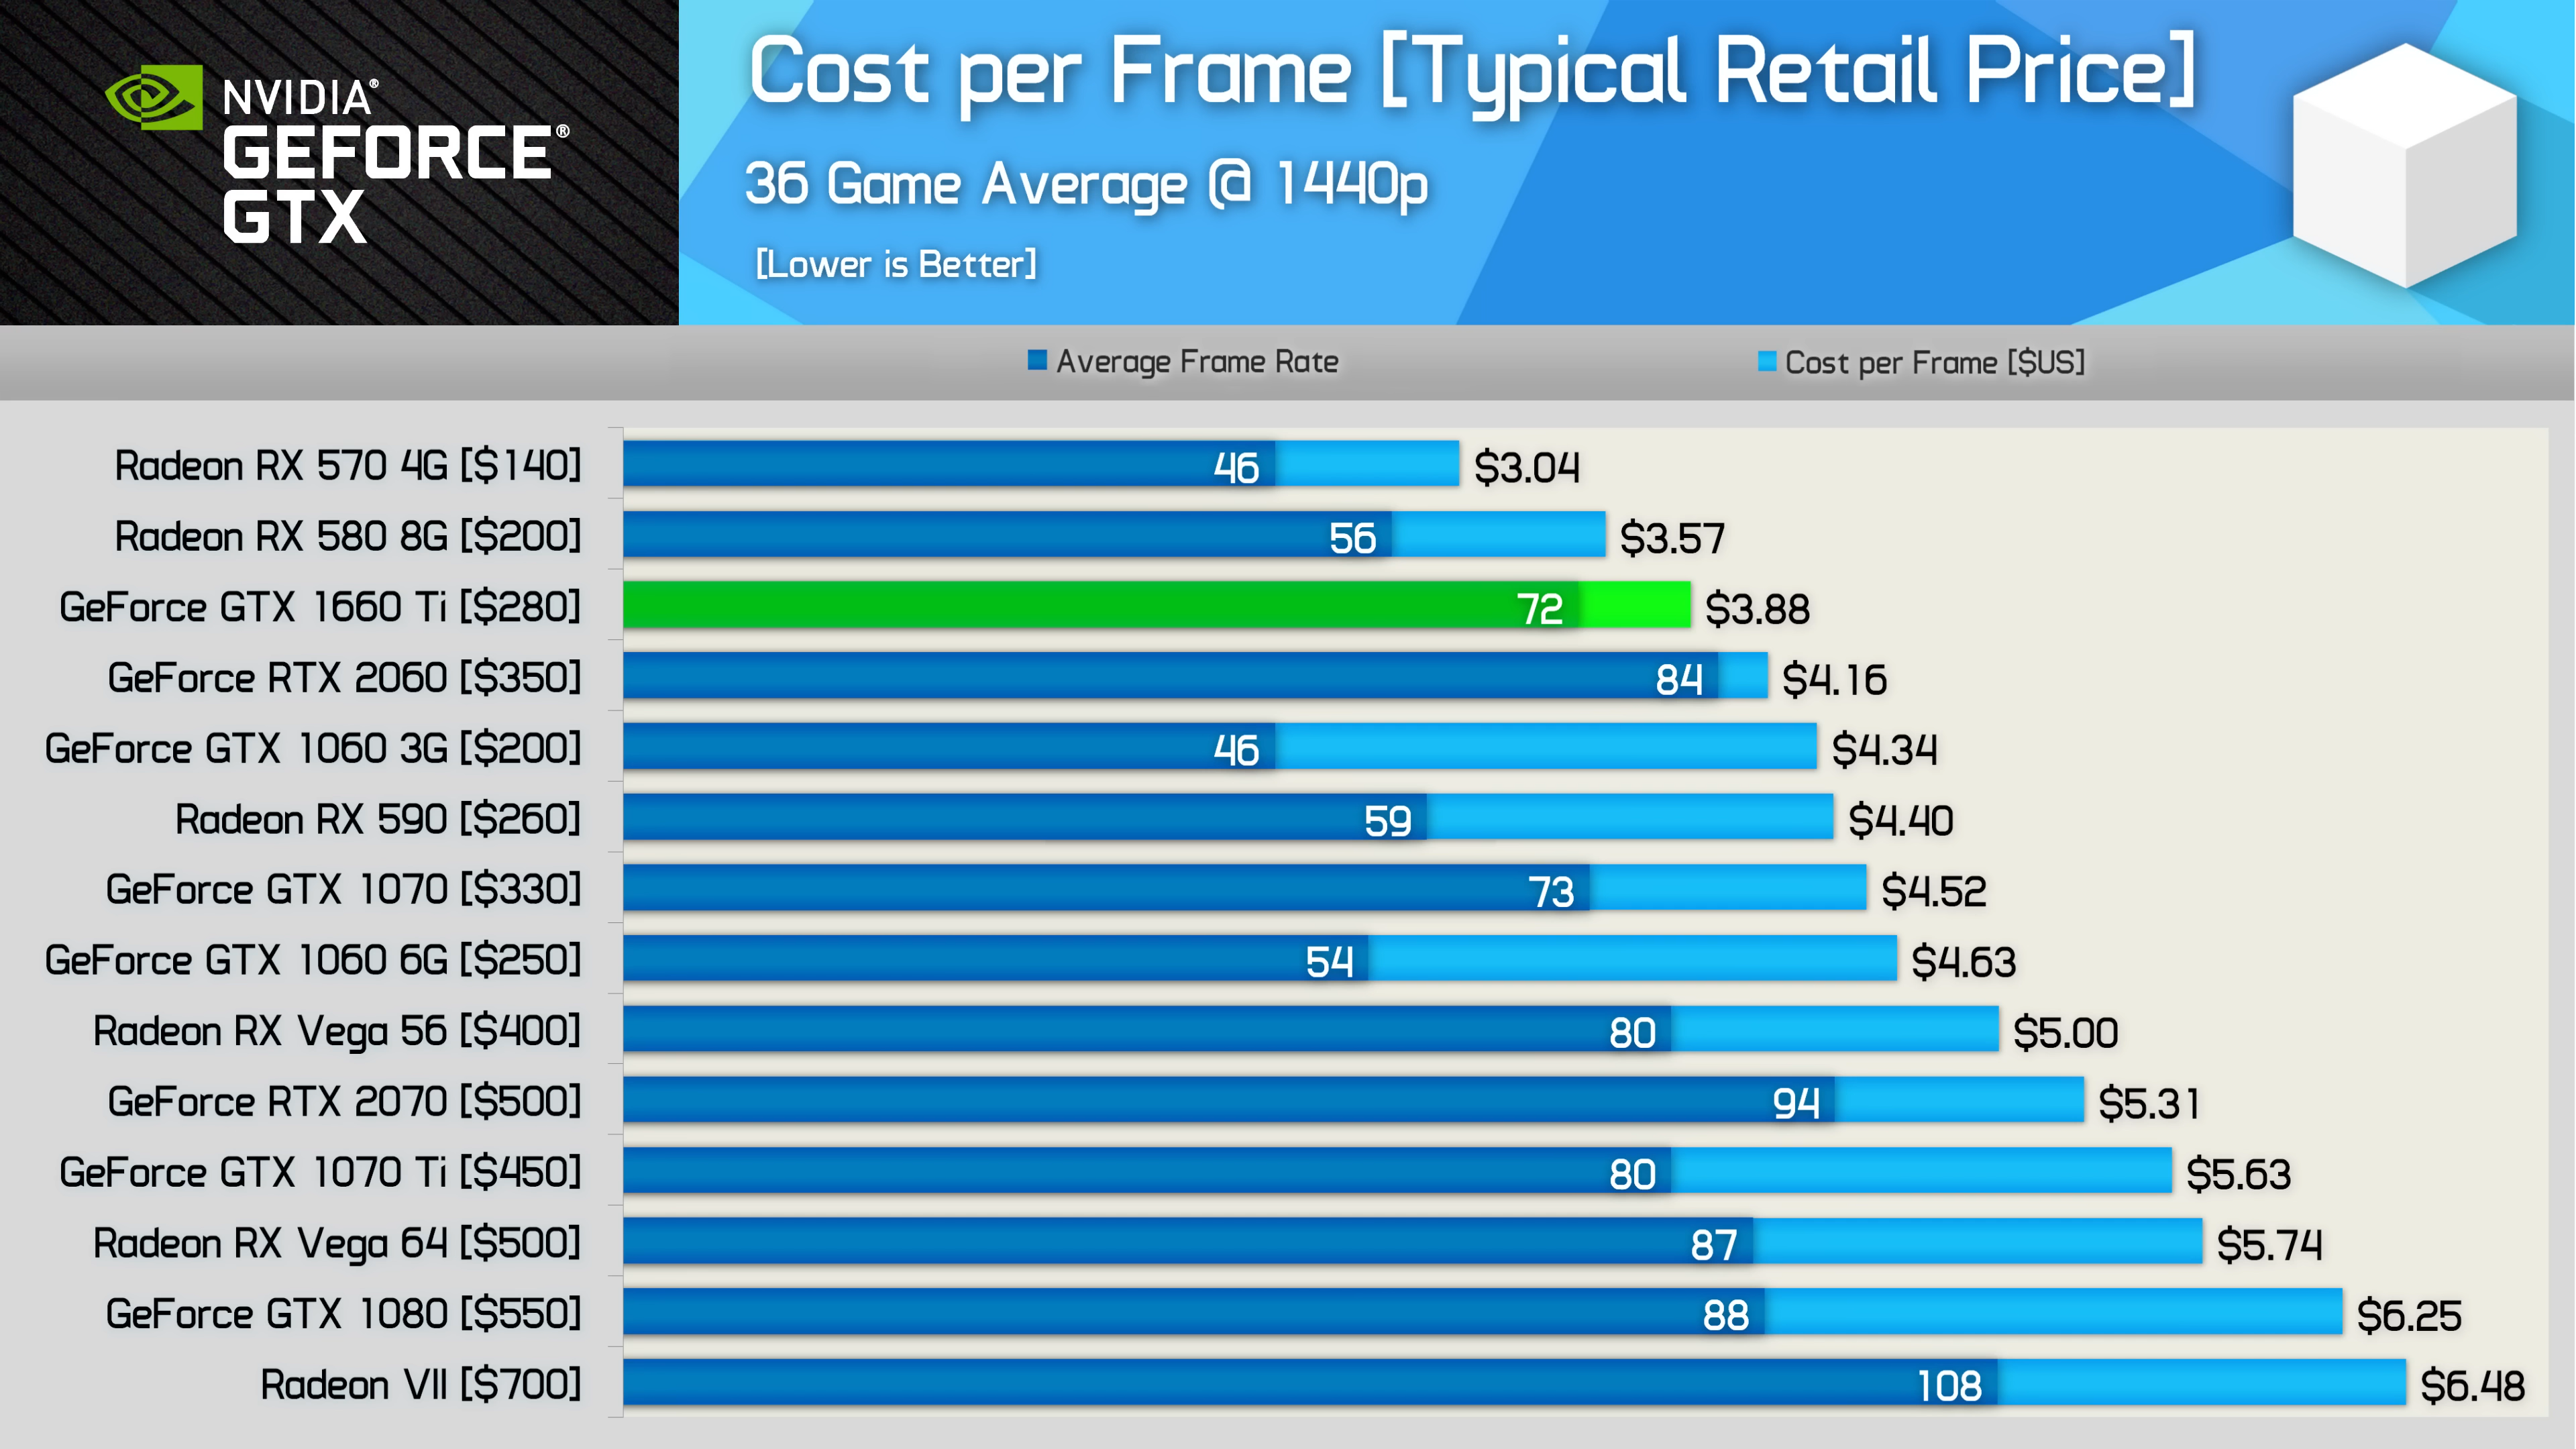 NVIDIA®
GEFORCE®
GTX
Cost per Frame [Typical Retail Price]
36 Game Average @ 1440p
[Lower is Better]
Average Frame Rate
Cost per Frame [$US]
Radeon RX 570 4G [$140] 46 $3.04
Radeon RX 580 8G [$200] 56 $3.57
GeForce GTX 1660 Ti [$280] 72 $3.88
GeForce RTX 2060 [$350] 84 $4.16
GeForce GTX 1060 3G [$200] 46 $4.34
Radeon RX 590 [$260] 59 $4.40
GeForce GTX 1070 [$330] 73 $4.52
GeForce GTX 1060 6G [$250] 54 $4.63
Radeon RX Vega 56 [$400] 80 $5.00
GeForce RTX 2070 [$500] 94 $5.31
GeForce GTX 1070 Ti [$450] 80 $5.63
Radeon RX Vega 64 [$500] 87 $5.74
GeForce GTX 1080 [$550] 88 $6.25
Radeon VII [$700] 108 $6.48